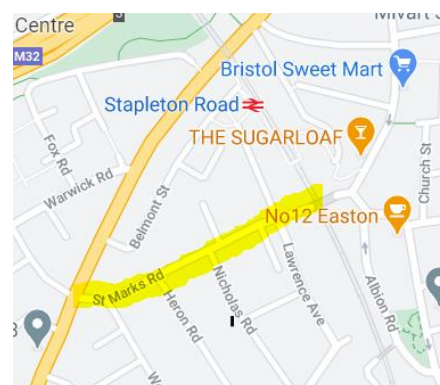 Centre
M32
Bristol Sweet Mart
Stapleton Road
THE SUGARLOAF
Fox Rd
Warwick Rd
Belmont St
Church St
No12 Easton
St Marks Rd
Heron Rd
Nicholas Rd
Lawrence Ave
Albion Rd